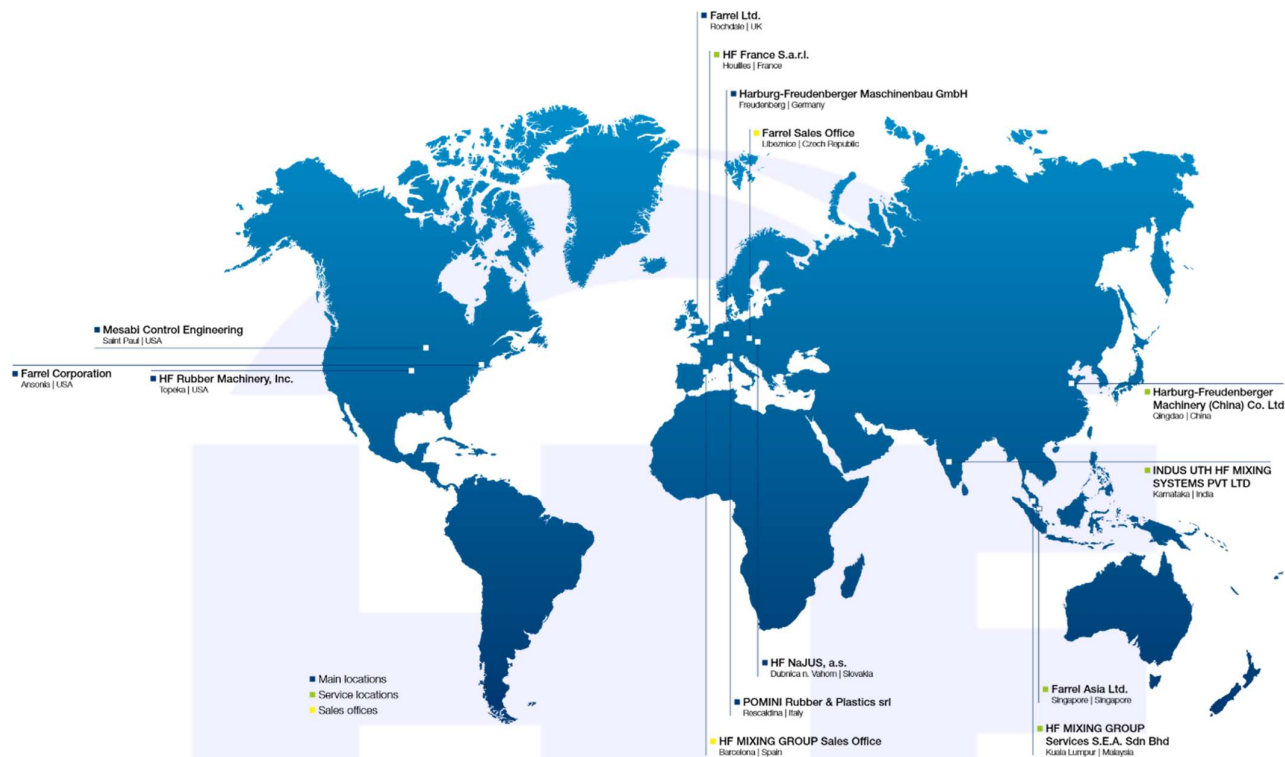 Farrel Ltd.
Rochdale | UK
HF France S.a.r.l.
Houilles | France
Harburg-Freudenberger Maschinenbau GmbH
Freudenberg | Germany
Farrel Sales Office
Libeznice | Czech Republic
Mesabi Control Engineering
Saint Paul | USA
Farrel Corporation
Ansonia | USA
HF Rubber Machinery, Inc.
Topeka | USA
Harburg-Freudenberger
Machinery (China) Co. Ltd
Qingdao | China
INDUS UTH HF MIXING
SYSTEMS PVT LTD
Karnataka | India
HF NaJUS, a.s.
Dubnica n. Vahom | Slovakia
Main locations
Service locations
Sales offices
POMINI Rubber & Plastics srl
Rescaldina | Italy
Farrel Asia Ltd.
Singapore | Singapore
HF MIXING GROUP Sales Office
Barcelona | Spain
HF MIXING GROUP
Services S.E.A. Sdn Bhd
Kuala Lumpur | Malaysia